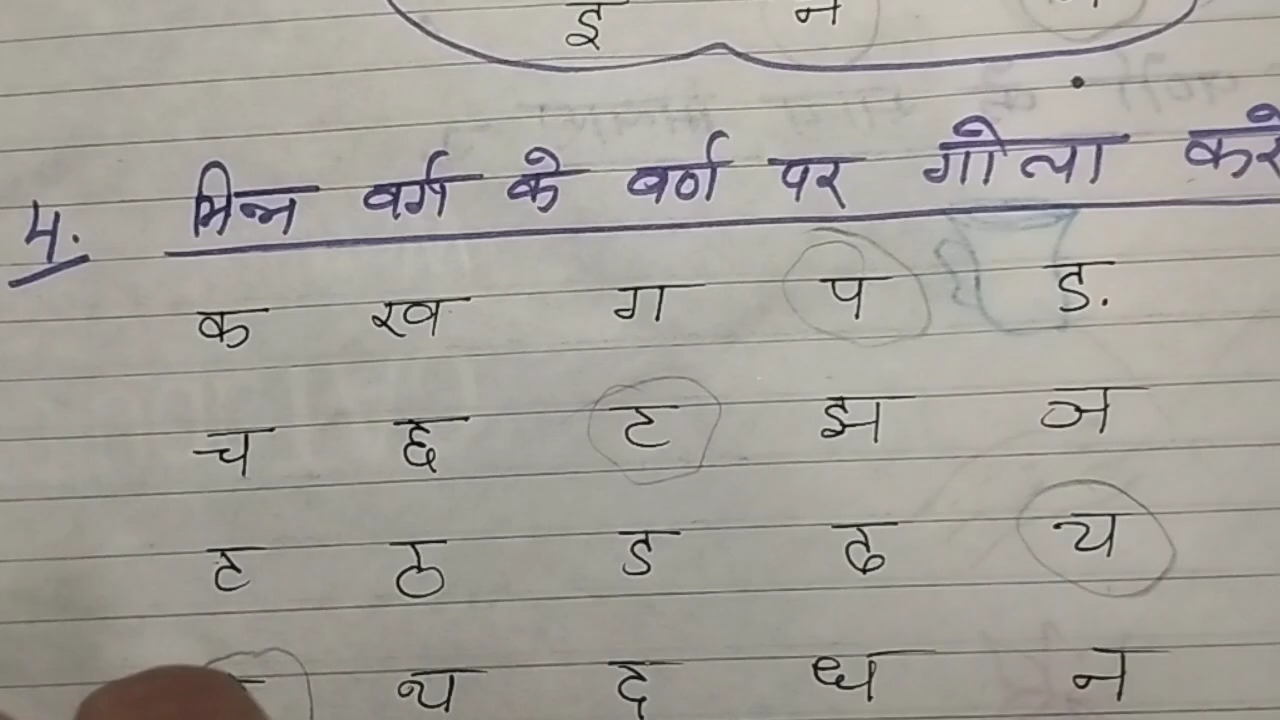 इ न
4. भिन्न वर्ग के वर्ण पर गोला करे
क ख ग प ङ
च छ ट झ ञ
ट ठ ड ढ य
थ द ध न